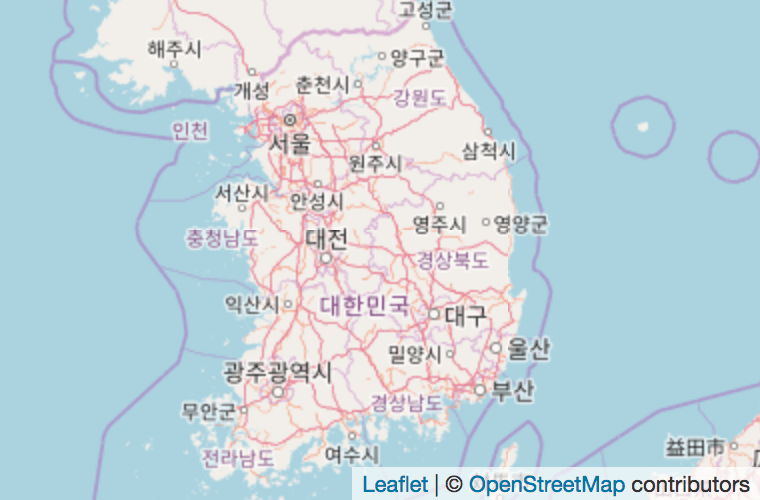 고성군
해주시
양구군
개성
춘천시
강원도
인천
서울
원주시
삼척시
서산시
안성시
영주시
영양군
충청남도
대전
경상북도
익산시
대한민국
대구
밀양시
울산
광주광역시
부산
무안군
경상남도
여수시
전라남도
益田市
Leaflet | © OpenStreetMap contributors